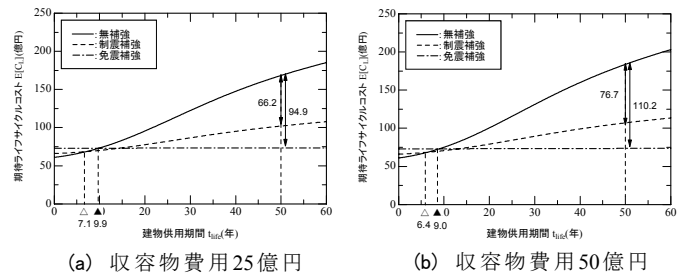 250
200
150
100
50
0
期待ライフサイクルコスト E[CL](億円)
:無補強
:制震補強
:免震補強
66.2
94.9
0 20 30 40 50 60
7.1 9.9
建物供用期間 tlife(年)
(a) 収容物費用25億円
250
200
150
100
50
0
期待ライフサイクルコスト E[CL](億円)
:無補強
:制震補強
:免震補強
76.7
110.2
0 20 30 40 50 60
6.4 9.0
建物供用期間 tlife(年)
(b) 収容物費用50億円